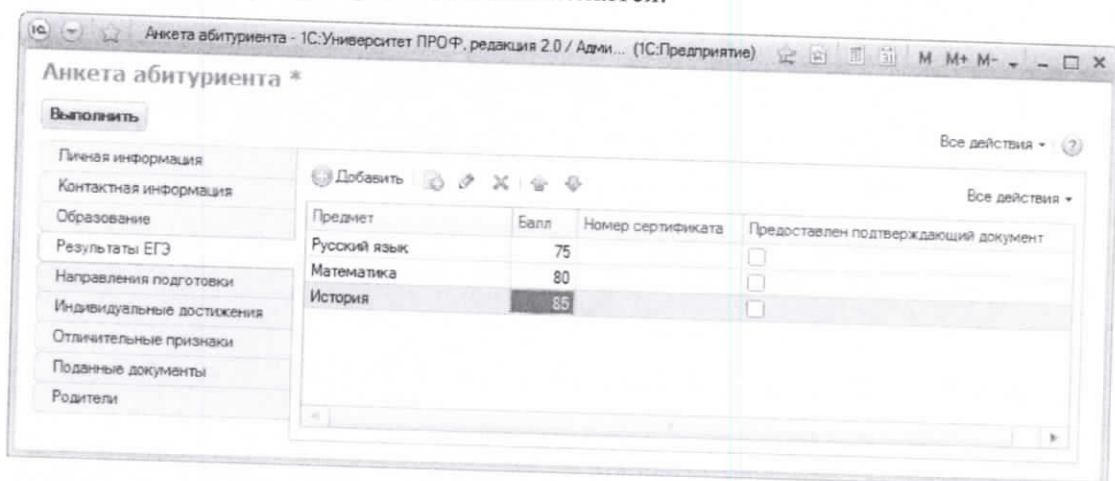 Анкета абитуриента - 1С:Университет ПРОФ, редакция 2.0 / Адми... (1С:Предприятие) M M+ M-
Анкета абитуриента *
Выполнить
Все действия
Личная информация
Контактная информация
Образование
Результаты ЕГЭ
Направления подготовки
Индивидуальные достижения
Отличительные признаки
Поданные документы
Родители
Добавить
Все действия
Предмет Балл Номер сертификата Предоставлен подтверждающий документ
Русский язык 75
Математика 80
История 85